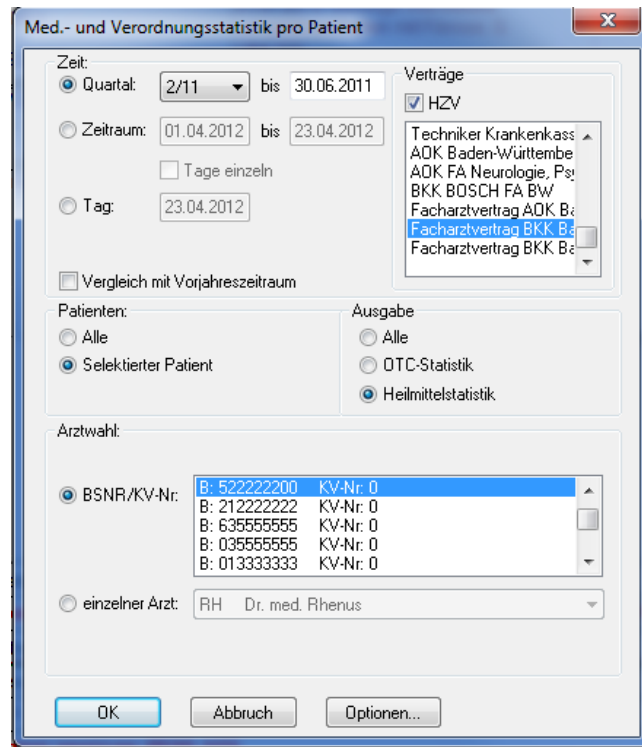 Med.- und Verordnungsstatistik pro Patient
Zeit:
Quartal: 2/11 bis 30.06.2011
Zeitraum: 01.04.2012 bis 23.04.2012
Tage einzeln
Tag: 23.04.2012
Vergleich mit Vorjahreszeitraum
Verträge
HZV
Techniker Krankenkass
AOK Baden-Württembe
AOK FA Neurologie, Psy
BKK BOSCH FA BW
Facharztvertrag AOK Ba
Facharztvertrag BKK Ba
Facharztvertrag BKK Ba
Patienten:
Alle
Selektierter Patient
Ausgabe
Alle
OTC-Statistik
Heilmittelstatistik
Arztwahl:
BSNR/KV-Nr:
B: 522222200 KV-Nr: 0
B: 212222222 KV-Nr: 0
B: 635555555 KV-Nr: 0
B: 035555555 KV-Nr: 0
B: 013333333 KV-Nr: 0
einzelner Arzt: RH Dr. med. Rhenus
OK Abbruch Optionen...